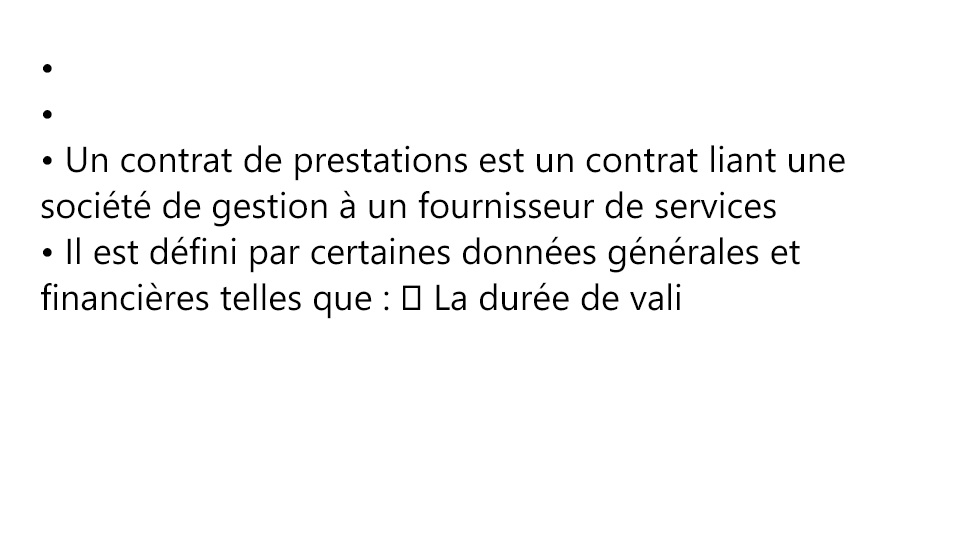 •
•
• Un contrat de prestations est un contrat liant une
société de gestion à un fournisseur de services
• Il est défini par certaines données générales et
financières telles que : □ La durée de vali